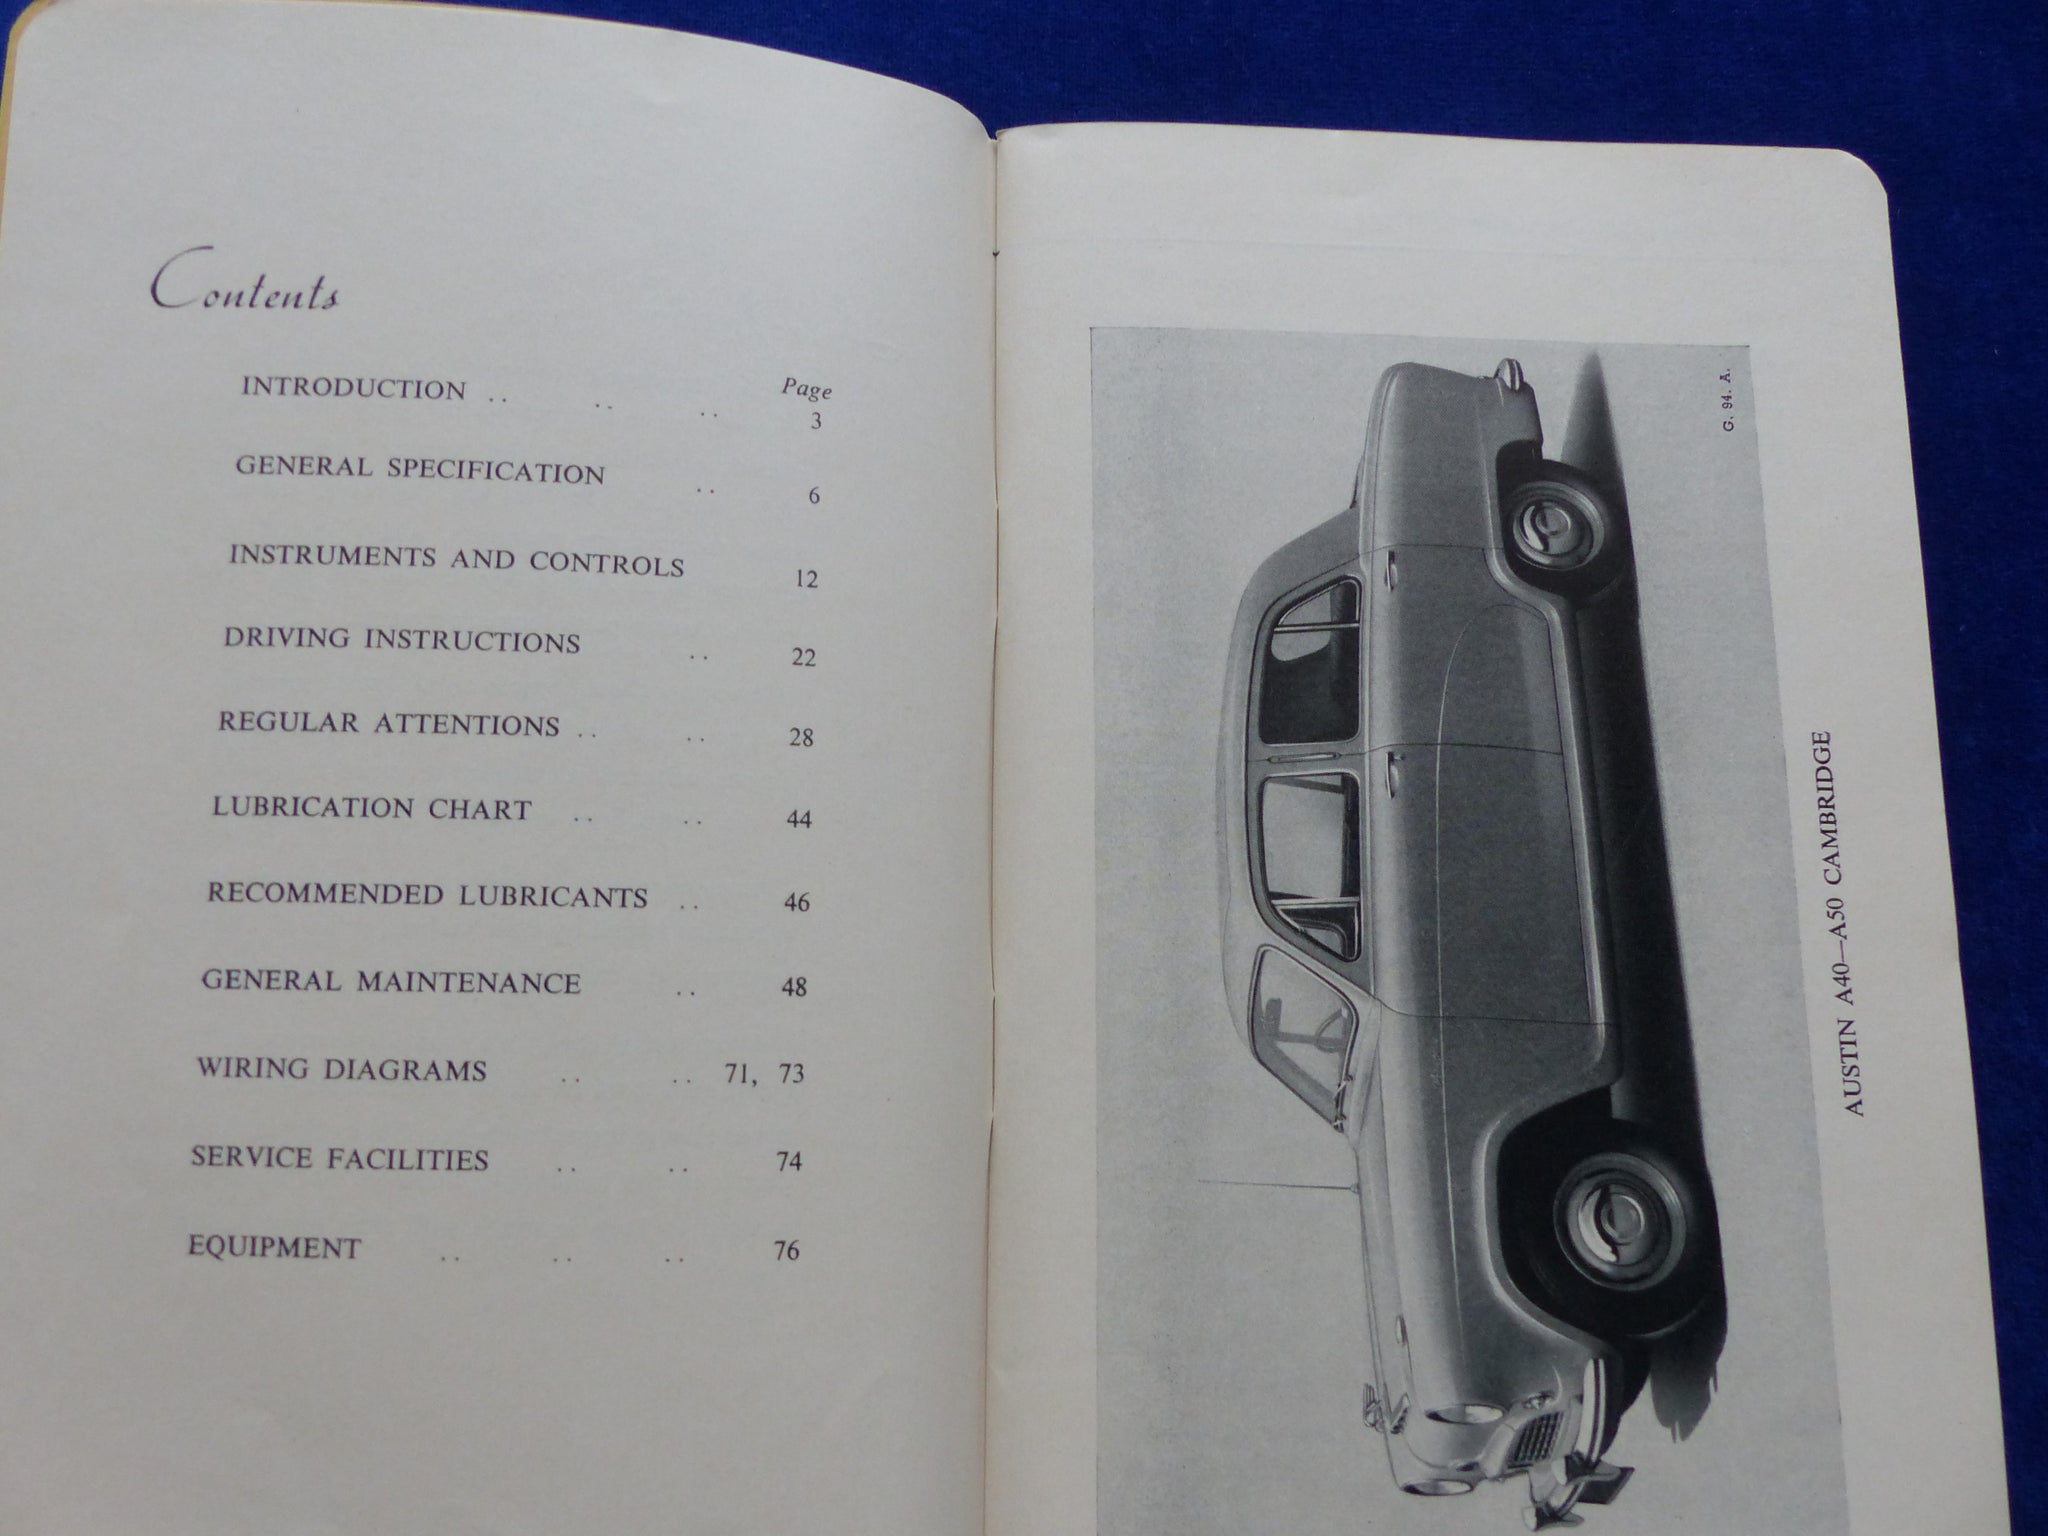 Contents
Page
INTRODUCTION .. .. .. 3
GENERAL SPECIFICATION .. 6
INSTRUMENTS AND CONTROLS 12
DRIVING INSTRUCTIONS .. 22
REGULAR ATTENTIONS .. .. 28
LUBRICATION CHART .. .. 44
RECOMMENDED LUBRICANTS .. 46
GENERAL MAINTENANCE .. 48
WIRING DIAGRAMS .. .. 71, 73
SERVICE FACILITIES .. .. 74
EQUIPMENT .. .. .. 76
G. 94. A.
AUSTIN A40—A50 CAMBRIDGE